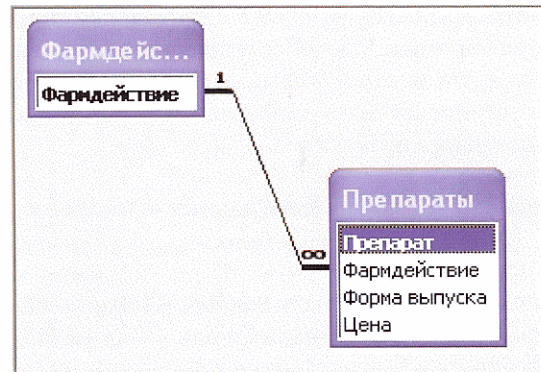 Фармдейс...
Фармдействие
1
∞
Препараты
Препарат
Фармдействие
Форма выпуска
Цена